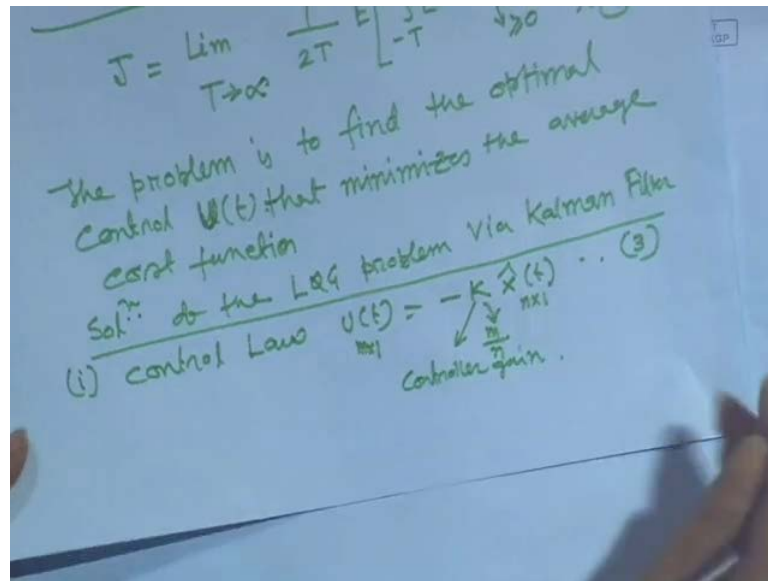 J = Lim 1/2T E[∫ -T ≥0
T→∞
The problem is to find the optimal
control U(t) that minimizes the average
cost function
Solⁿ: to the LQG problem via Kalman Filter
(i) Control Law U(t) = -K x̂(t) .. (3)
m×1 m n n×1
Controller gain.